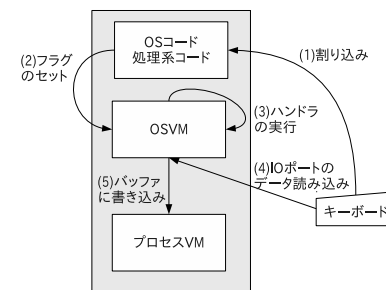 OSコード
処理系コード
(1)割り込み
(2)フラグ
のセット
OSVM
(3)ハンドラ
の実行
(4)IOポートの
データ読み込み
(5)バッファ
に書き込み
キーボード
プロセスVM